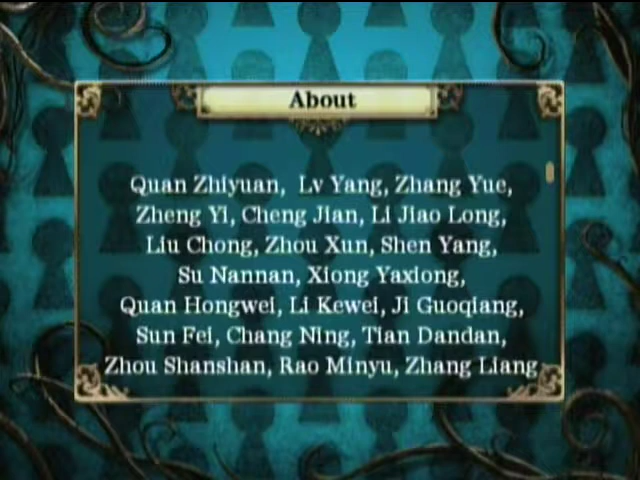 About
Quan Zhiyuan, Lv Yang, Zhang Yue,
Zheng Yi, Cheng Jian, Li Jiao Long,
Liu Chong, Zhou Xun, Shen Yang,
Su Nannan, Xiong Yaxiong,
Quan Hongwei, Li Kewei, Ji Guoqiang,
Sun Fei, Chang Ning, Tian Dandan,
Zhou Shanshan, Rao Minyu, Zhang Liang